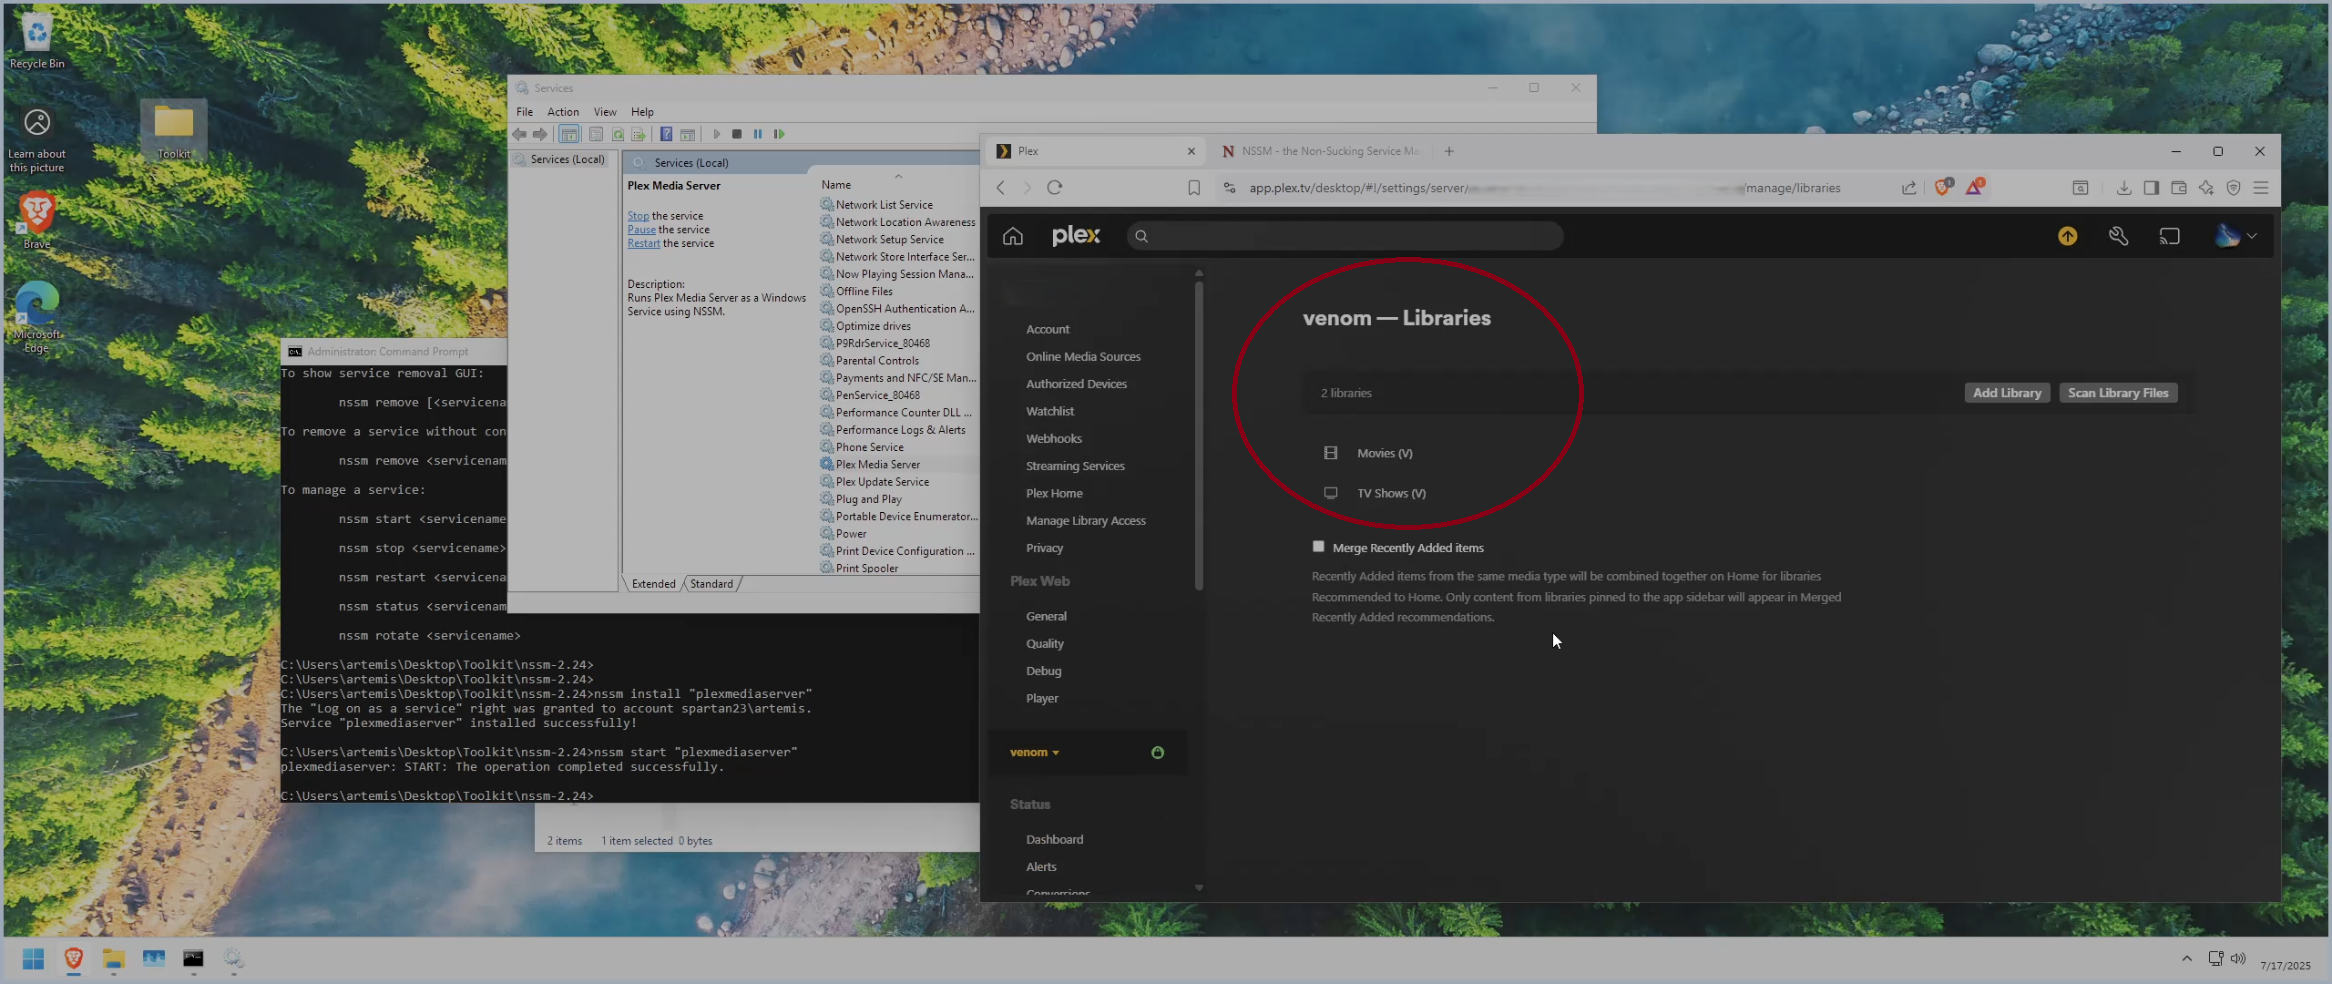 Recycle Bin
Learn about
this picture
Toolkit
Brave
Microsoft
Edge
Services
File Action View Help
Services (Local)
Services (Local)
Plex Media Server
Stop the service
Pause the service
Restart the service
Description:
Runs Plex Media Server as a Windows
Service using NSSM.
Name
Network List Service
Network Location Awareness
Network Setup Service
Network Store Interface Ser...
Now Playing Session Mana...
Offline Files
OpenSSH Authentication A...
Optimize drives
P9RdrService_80468
Parental Controls
Payments and NFC/SE Man...
PenService_80468
Performance Counter DLL ...
Performance Logs & Alerts
Phone Service
Plex Media Server
Plex Update Service
Plug and Play
Portable Device Enumerator...
Power
Print Device Configuration ...
Print Spooler
Extended Standard
Administrator: Command Prompt
To show service removal GUI:
nssm remove [<servicena
To remove a service without con
nssm remove <servicenam
To manage a service:
nssm start <servicename
nssm stop <servicename>
nssm restart <servicena
nssm status <servicenam
nssm rotate <servicename>
C:\Users\artemis\Desktop\Toolkit\nssm-2.24>
C:\Users\artemis\Desktop\Toolkit\nssm-2.24>
C:\Users\artemis\Desktop\Toolkit\nssm-2.24>nssm install "plexmediaserver"
The "Log on as a service" right was granted to account spartan23\artemis.
Service "plexmediaserver" installed successfully!
C:\Users\artemis\Desktop\Toolkit\nssm-2.24>nssm start "plexmediaserver"
plexmediaserver: START: The operation completed successfully.
C:\Users\artemis\Desktop\Toolkit\nssm-2.24>
2 items 1 item selected 0 bytes
Plex
NSSM - the Non-Sucking Service Ma
app.plex.tv/desktop/#!/settings/server/ /manage/libraries
plex
Account
Online Media Sources
Authorized Devices
Watchlist
Webhooks
Streaming Services
Plex Home
Manage Library Access
Privacy
Plex Web
General
Quality
Debug
Player
venom
Status
Dashboard
Alerts
Conversions
venom — Libraries
2 libraries
Add Library
Scan Library Files
Movies (V)
TV Shows (V)
Merge Recently Added items
Recently Added items from the same media type will be combined together on Home for libraries
Recommended to Home. Only content from libraries pinned to the app sidebar will appear in Merged
Recently Added recommendations.
7/17/2025